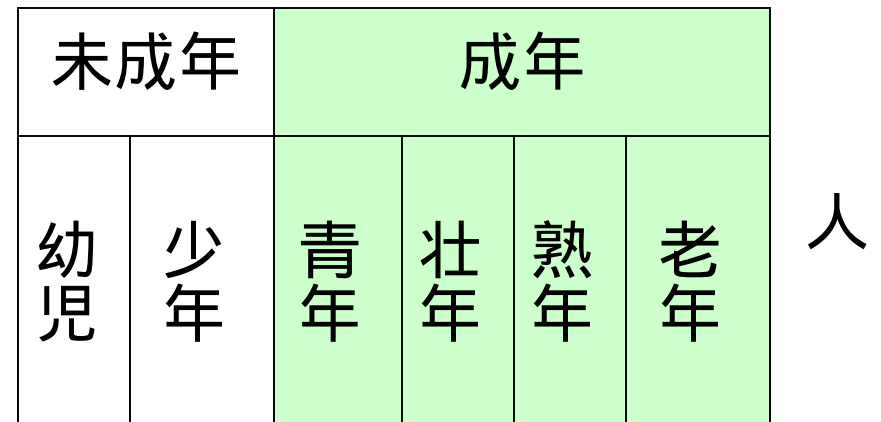 未成年
成年
幼児
少年
青年
壮年
熟年
老年
人